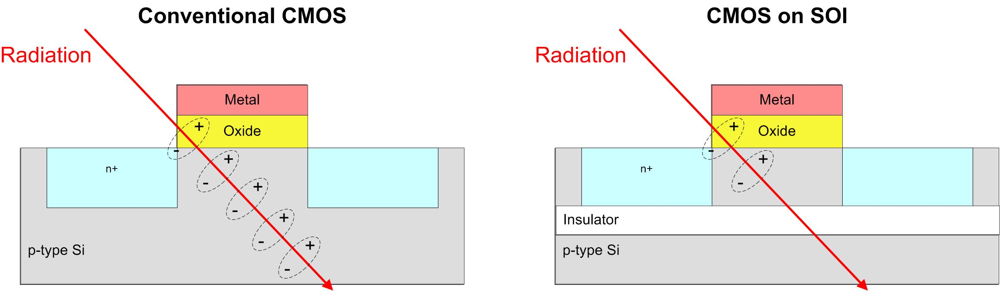 Conventional CMOS
Radiation
Metal
Oxide
+
-
n+
+
-
+
-
+
-
+
-
p-type Si
CMOS on SOI
Radiation
Metal
Oxide
+
-
n+
+
-
Insulator
p-type Si